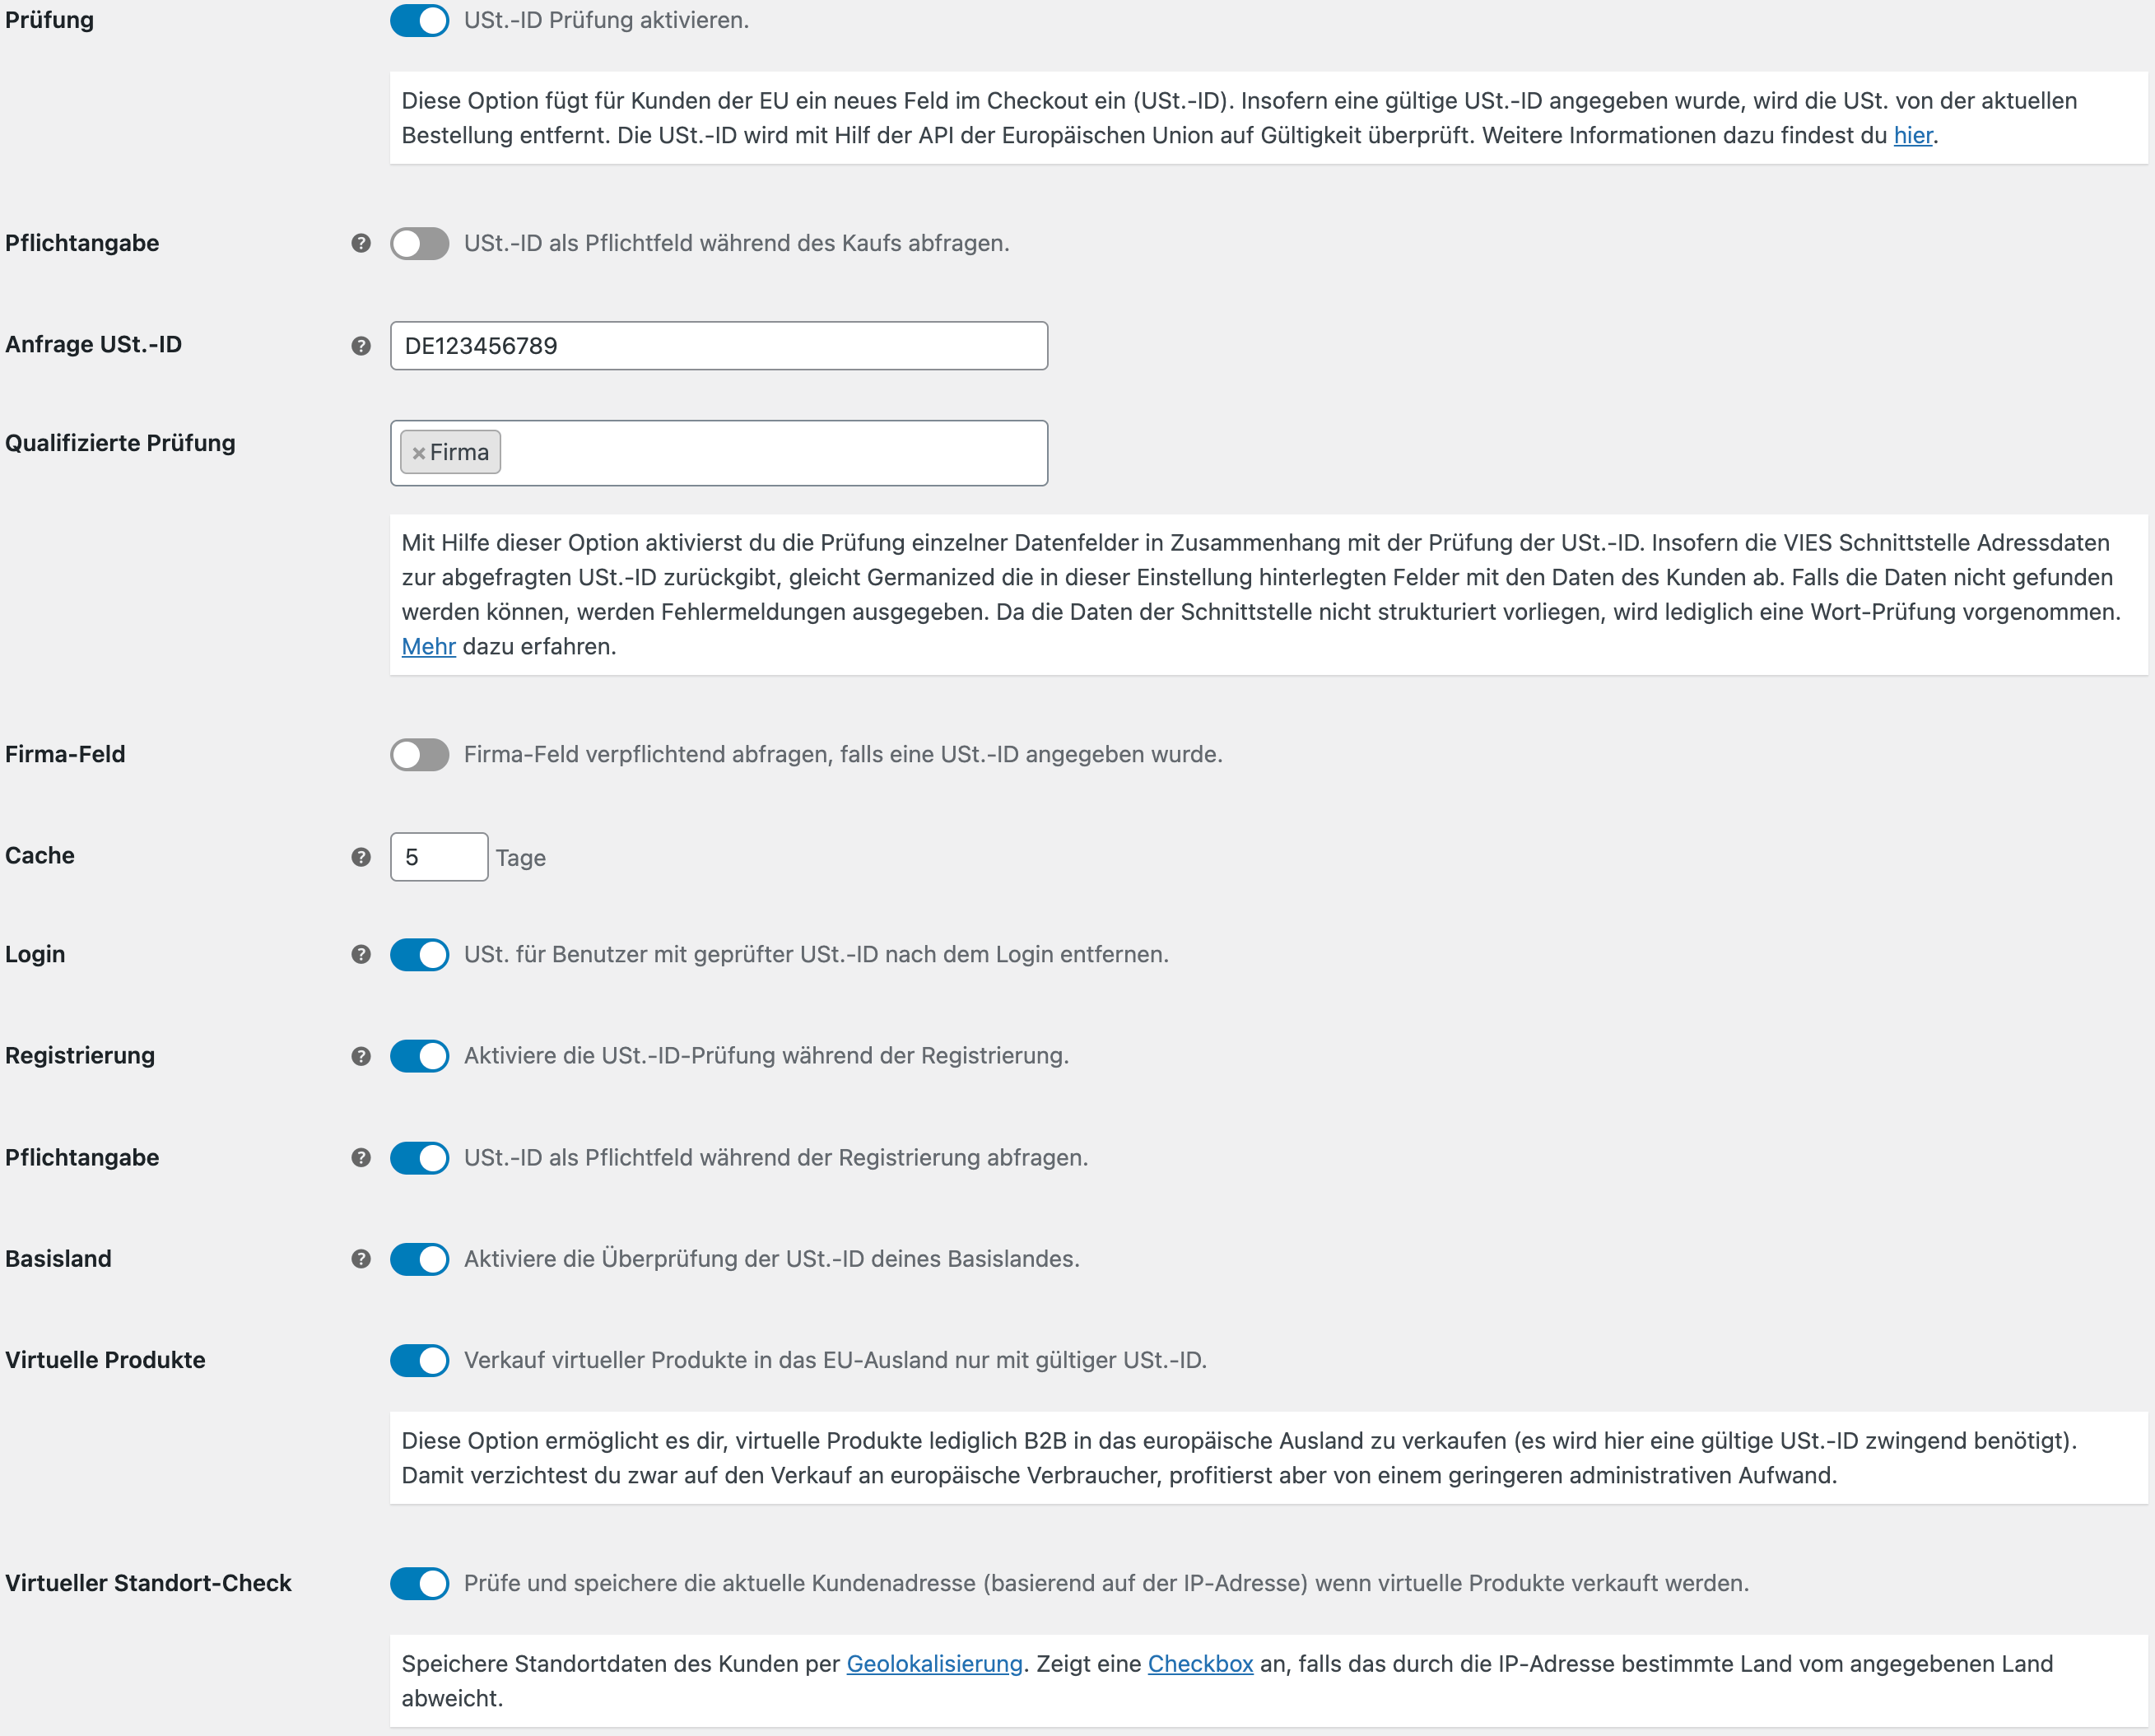 Prüfung
USt.-ID Prüfung aktivieren.
Diese Option fügt für Kunden der EU ein neues Feld im Checkout ein (USt.-ID). Insofern eine gültige USt.-ID angegeben wurde, wird die USt. von der aktuellen
Bestellung entfernt. Die USt.-ID wird mit Hilf der API der Europäischen Union auf Gültigkeit überprüft. Weitere Informationen dazu findest du hier.
Pflichtangabe
? USt.-ID als Pflichtfeld während des Kaufs abfragen.
Anfrage USt.-ID
? DE123456789
Qualifizierte Prüfung
× Firma
Mit Hilfe dieser Option aktivierst du die Prüfung einzelner Datenfelder in Zusammenhang mit der Prüfung der USt.-ID. Insofern die VIES Schnittstelle Adressdaten
zur abgefragten USt.-ID zurückgibt, gleicht Germanized die in dieser Einstellung hinterlegten Felder mit den Daten des Kunden ab. Falls die Daten nicht gefunden
werden können, werden Fehlermeldungen ausgegeben. Da die Daten der Schnittstelle nicht strukturiert vorliegen, wird lediglich eine Wort-Prüfung vorgenommen.
Mehr dazu erfahren.
Firma-Feld
Firma-Feld verpflichtend abfragen, falls eine USt.-ID angegeben wurde.
Cache
? 5 Tage
Login
? USt. für Benutzer mit geprüfter USt.-ID nach dem Login entfernen.
Registrierung
? Aktiviere die USt.-ID-Prüfung während der Registrierung.
Pflichtangabe
? USt.-ID als Pflichtfeld während der Registrierung abfragen.
Basisland
? Aktiviere die Überprüfung der USt.-ID deines Basislandes.
Virtuelle Produkte
Verkauf virtueller Produkte in das EU-Ausland nur mit gültiger USt.-ID.
Diese Option ermöglicht es dir, virtuelle Produkte lediglich B2B in das europäische Ausland zu verkaufen (es wird hier eine gültige USt.-ID zwingend benötigt).
Damit verzichtest du zwar auf den Verkauf an europäische Verbraucher, profitierst aber von einem geringeren administrativen Aufwand.
Virtueller Standort-Check
Prüfe und speichere die aktuelle Kundenadresse (basierend auf der IP-Adresse) wenn virtuelle Produkte verkauft werden.
Speichere Standortdaten des Kunden per Geolokalisierung. Zeigt eine Checkbox an, falls das durch die IP-Adresse bestimmte Land vom angegebenen Land
abweicht.